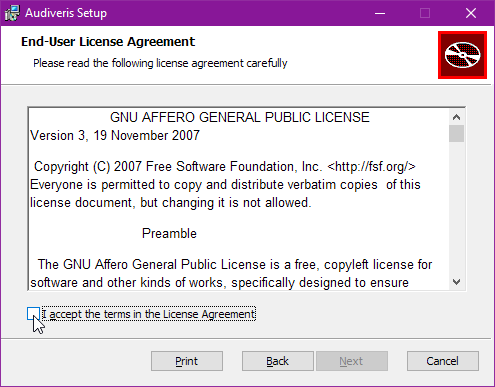 Audiveris Setup
End-User License Agreement
Please read the following license agreement carefully
GNU AFFERO GENERAL PUBLIC LICENSE
Version 3, 19 November 2007
Copyright (C) 2007 Free Software Foundation, Inc. <http://fsf.org/>
Everyone is permitted to copy and distribute verbatim copies of this
license document, but changing it is not allowed.
Preamble
The GNU Affero General Public License is a free, copyleft license for
software and other kinds of works, specifically designed to ensure
I accept the terms in the License Agreement
Print Back Next Cancel